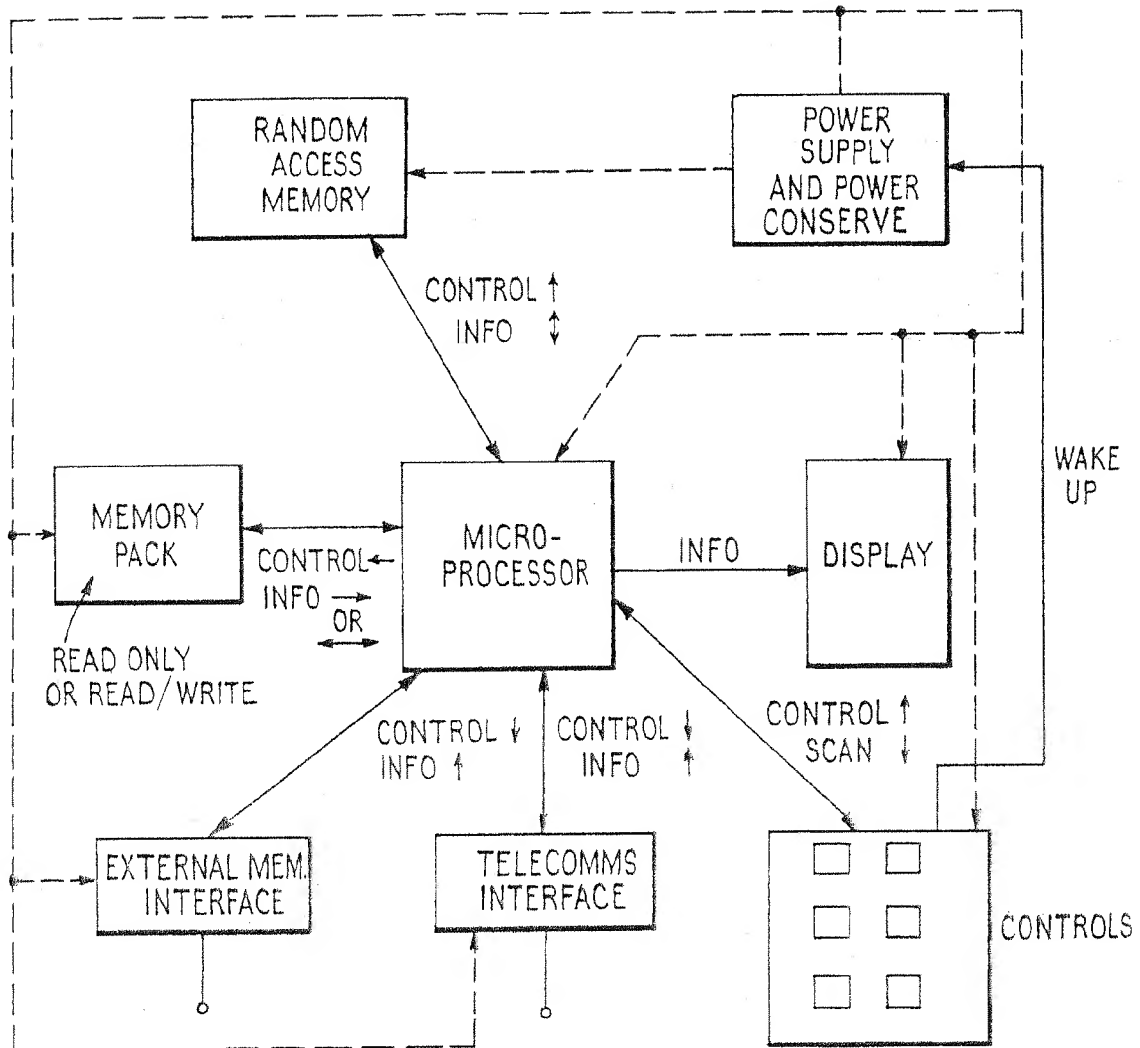 RANDOM
ACCESS
MEMORY
POWER
SUPPLY
AND POWER
CONSERVE
CONTROL ↑
INFO ↕
WAKE
UP
MEMORY
PACK
CONTROL ←
INFO →
OR
↔
READ ONLY
OR READ/WRITE
MICRO-
PROCESSOR
INFO
DISPLAY
CONTROL ↓
INFO ↑
CONTROL ↓
INFO ↑
CONTROL ↑
SCAN ↓
EXTERNAL MEM.
INTERFACE
TELECOMMS
INTERFACE
CONTROLS